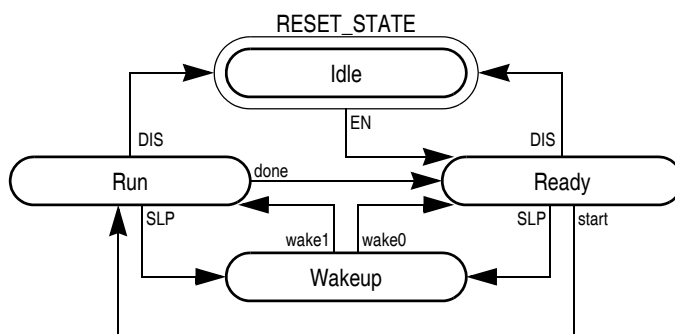 RESET_STATE
Idle
EN
DIS
DIS
Run
done
Ready
SLP
SLP
start
wake1
wake0
Wakeup